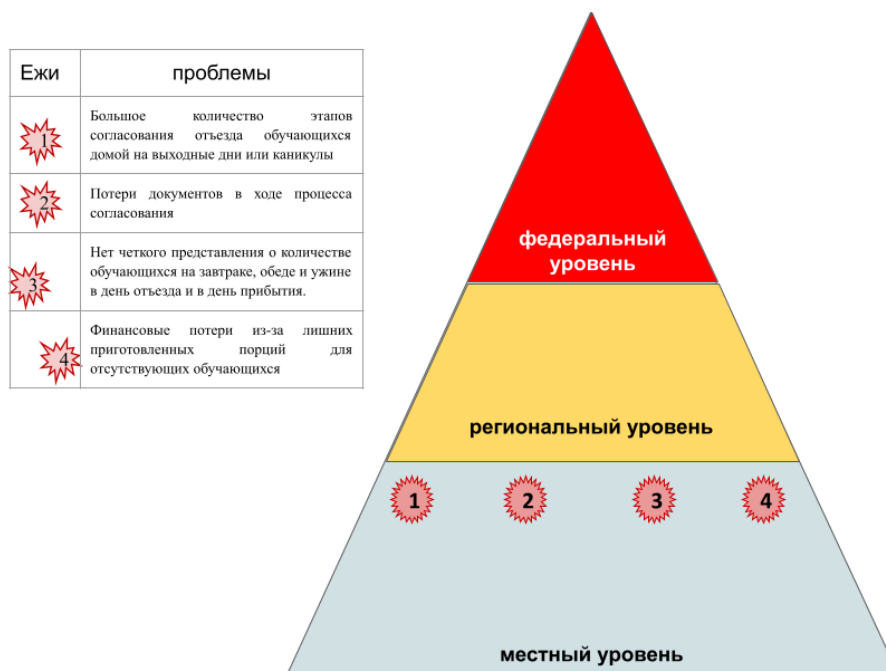 Ежи проблемы
1
Большое количество этапов
согласования отъезда обучающихся
домой на выходные дни или каникулы
2
Потери документов в ходе процесса
согласования
3
Нет четкого представления о количестве
обучающихся на завтраке, обеде и ужине
в день отъезда и в день прибытия.
4
Финансовые потери из-за лишних
приготовленных порций для
отсутствующих обучающихся
федеральный
уровень
региональный уровень
1 2 3 4
местный уровень